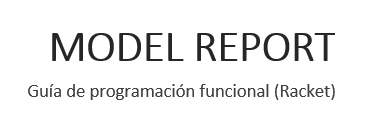 MODEL REPORT
Guía de programación funcional (Racket)